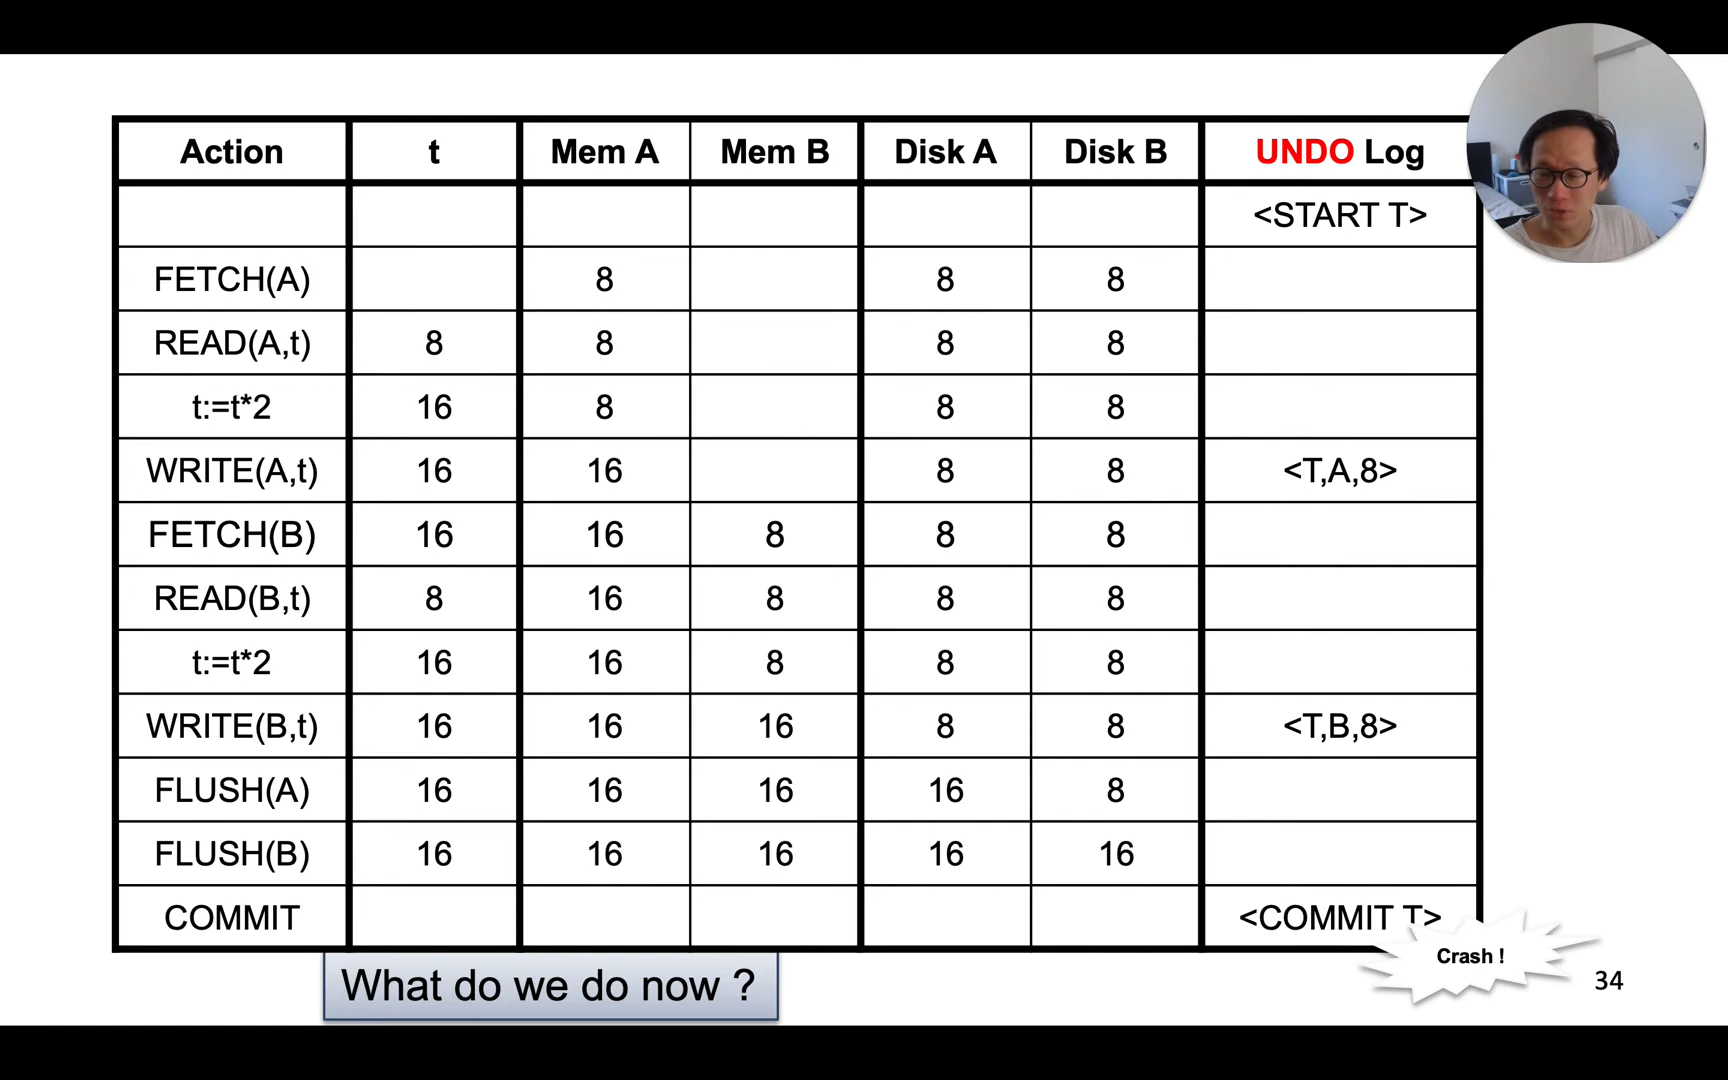 Action t Mem A Mem B Disk A Disk B UNDO Log
<START T>
FETCH(A) 8 8 8
READ(A,t) 8 8 8 8
t:=t*2 16 8 8 8
WRITE(A,t) 16 16 8 8 <T,A,8>
FETCH(B) 16 16 8 8 8
READ(B,t) 8 16 8 8 8
t:=t*2 16 16 8 8 8
WRITE(B,t) 16 16 16 8 8 <T,B,8>
FLUSH(A) 16 16 16 16 8
FLUSH(B) 16 16 16 16 16
COMMIT <COMMIT T>
Crash !
What do we do now ?
34